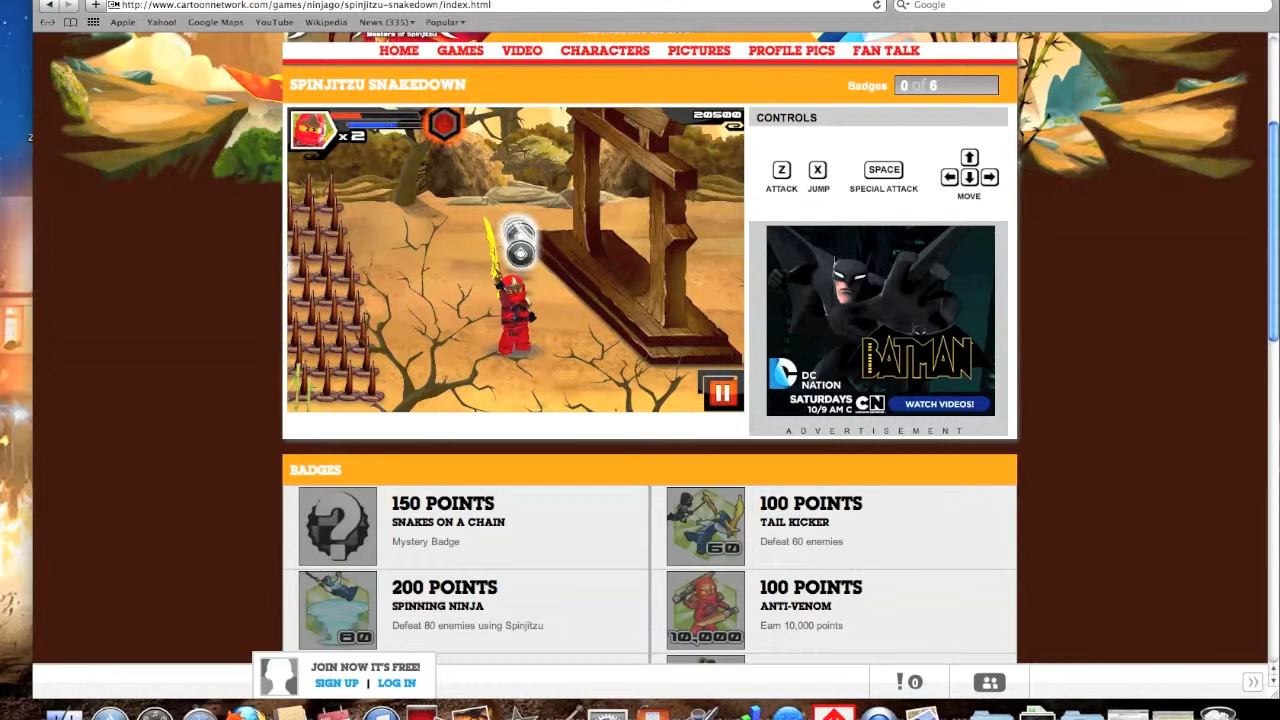 http://www.cartoonnetwork.com/games/ninjago/spinjitzu-snakedown/index.html
Google
Apple Yahoo! Google Maps YouTube Wikipedia News (335) Popular
Masters of Spinjitzu
HOME GAMES VIDEO CHARACTERS PICTURES PROFILE PICS FAN TALK
SPINJITZU SNAKEDOWN
Badges 0 of 6
x2
20500
CONTROLS
Z X SPACE
ATTACK JUMP SPECIAL ATTACK MOVE
BATMAN
DC NATION
SATURDAYS
10/9 AM C CN
WATCH VIDEOS!
ADVERTISEMENT
BADGES
150 POINTS
SNAKES ON A CHAIN
Mystery Badge
?
100 POINTS
TAIL KICKER
Defeat 60 enemies
60
200 POINTS
SPINNING NINJA
Defeat 80 enemies using Spinjitzu
80
100 POINTS
ANTI-VENOM
Earn 10,000 points
10,000
JOIN NOW IT'S FREE!
SIGN UP | LOG IN
! 0